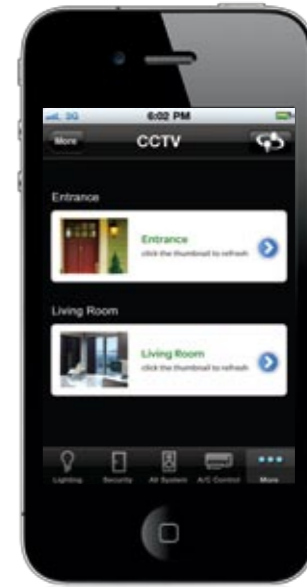 3G 6:02 PM
More CCTV
Entrance
Entrance
click the thumbnail to refresh
Living Room
Living Room
click the thumbnail to refresh
Lighting Security AV System A/C Control More